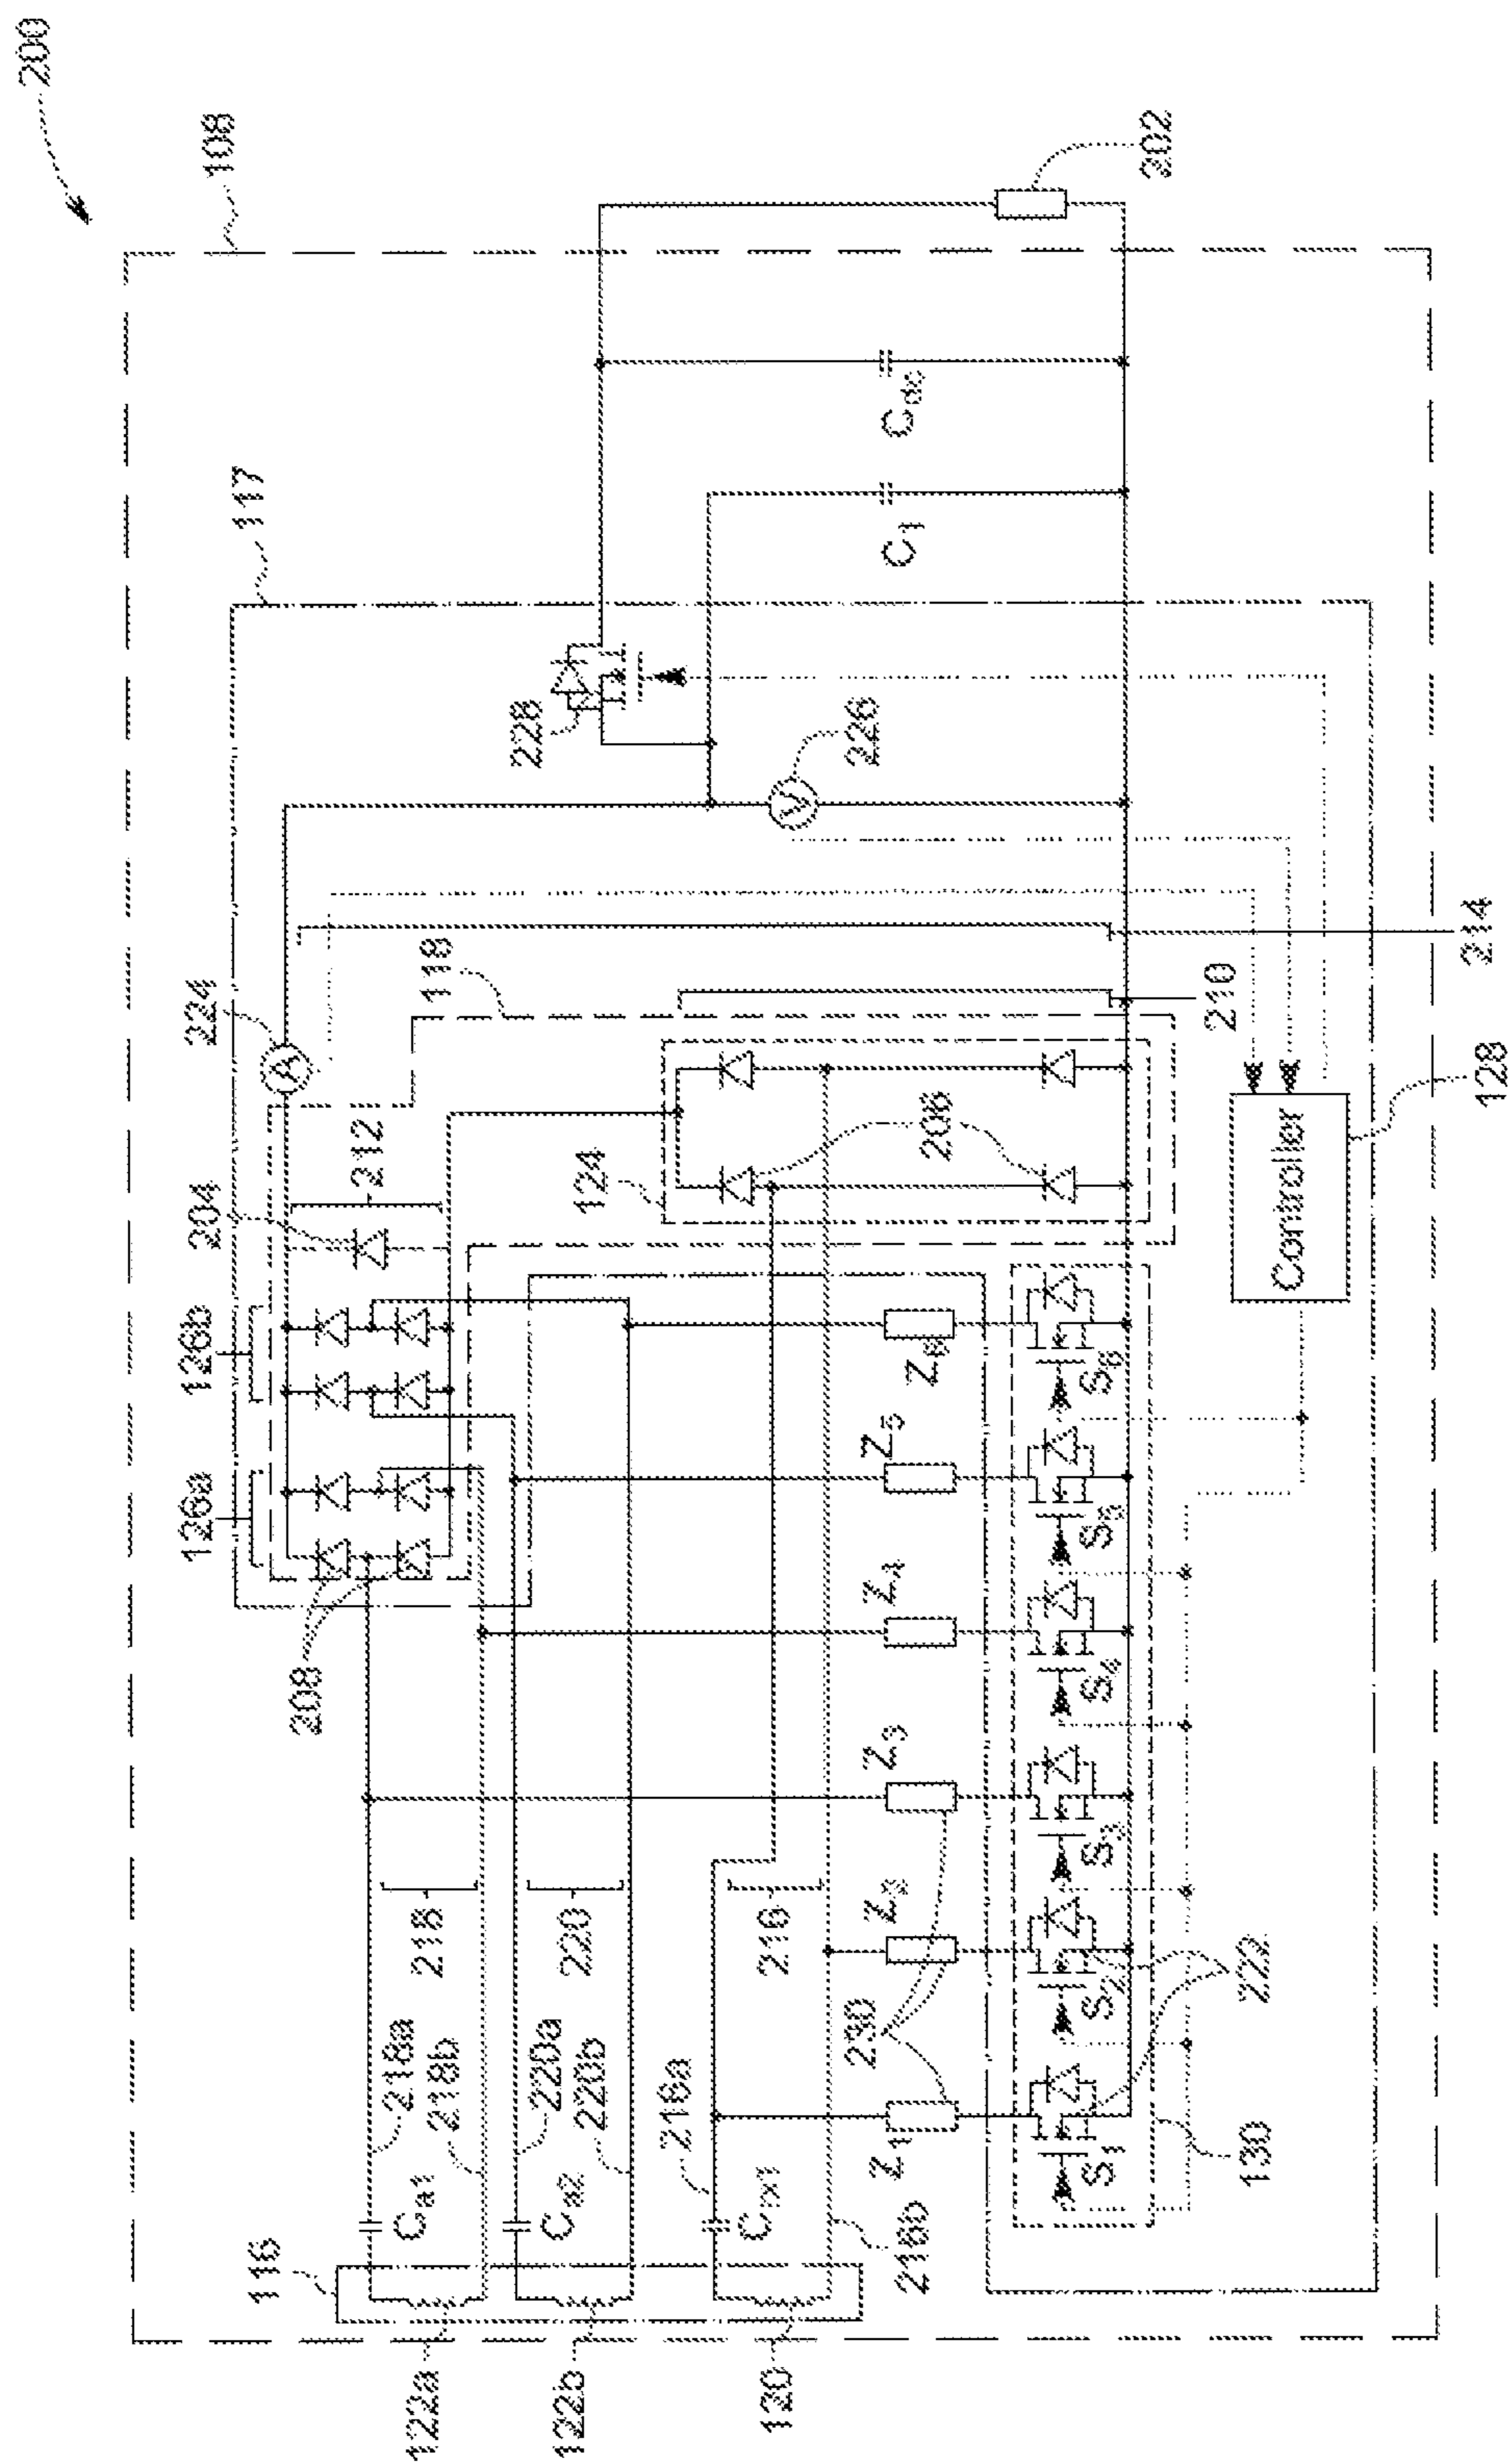 200
108
117
224
118
204
212
126b
126a
208
228
226
202
C1
Cdc
124
206
210
214
Controller
128
218
220
216
218a
218b
220a
220b
216a
216b
Ca1
Ca2
Crx1
116
122a
122b
120
Z1
Z2
Z3
Z4
Z5
Z6
230
S1
S2
S3
S4
S5
S6
222
130
A
V